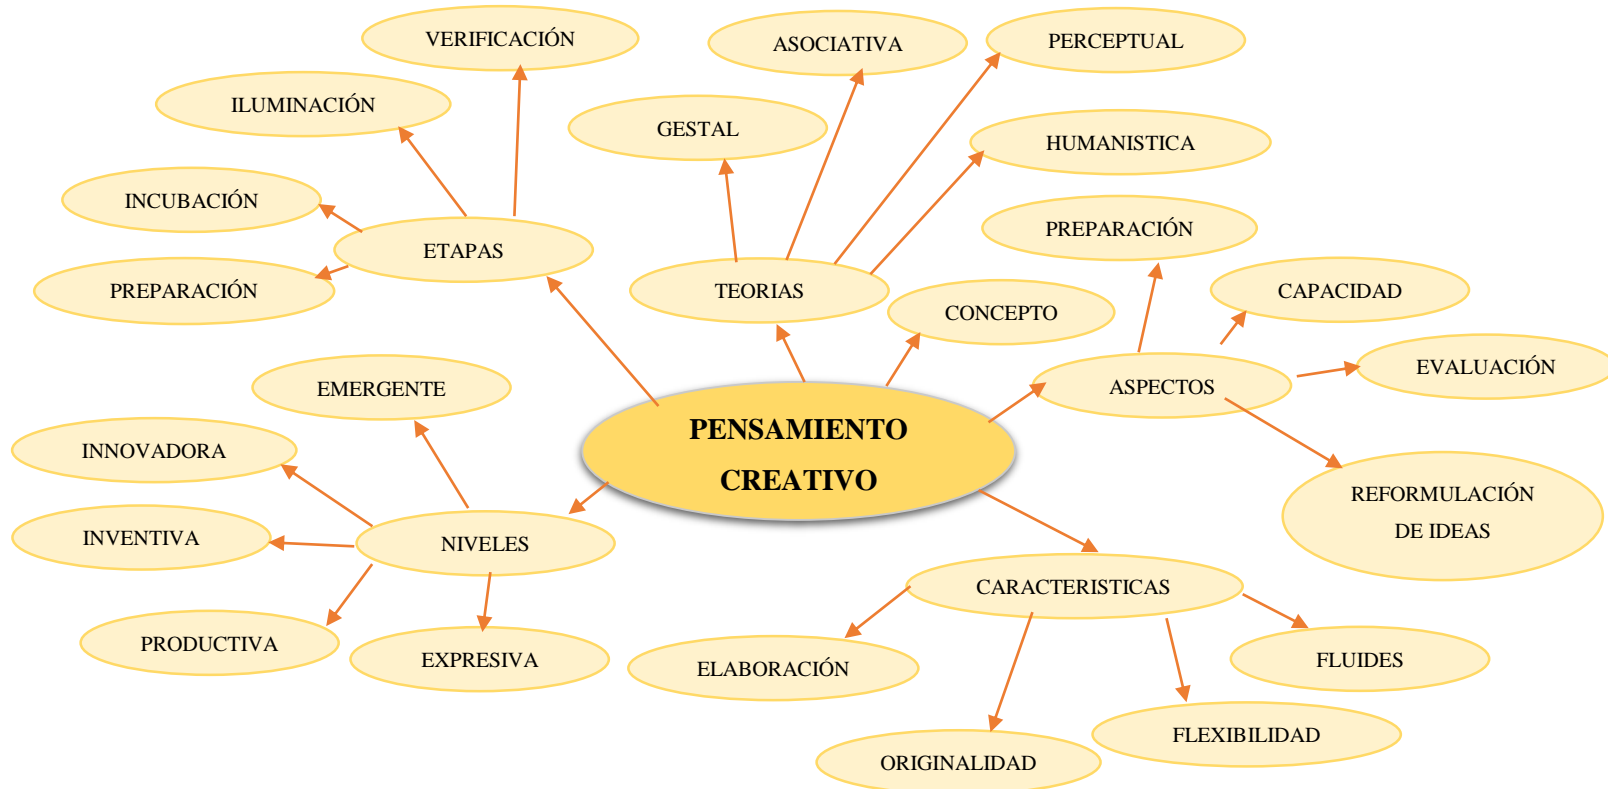 VERIFICACIÓN
ASOCIATIVA
PERCEPTUAL
ILUMINACIÓN
GESTAL
HUMANISTICA
INCUBACIÓN
PREPARACIÓN
ETAPAS
PREPARACIÓN
TEORIAS
CONCEPTO
CAPACIDAD
EVALUACIÓN
ASPECTOS
EMERGENTE
INNOVADORA
PENSAMIENTO
CREATIVO
REFORMULACIÓN
DE IDEAS
INVENTIVA
NIVELES
CARACTERISTICAS
PRODUCTIVA
EXPRESIVA
ELABORACIÓN
FLUIDES
FLEXIBILIDAD
ORIGINALIDAD